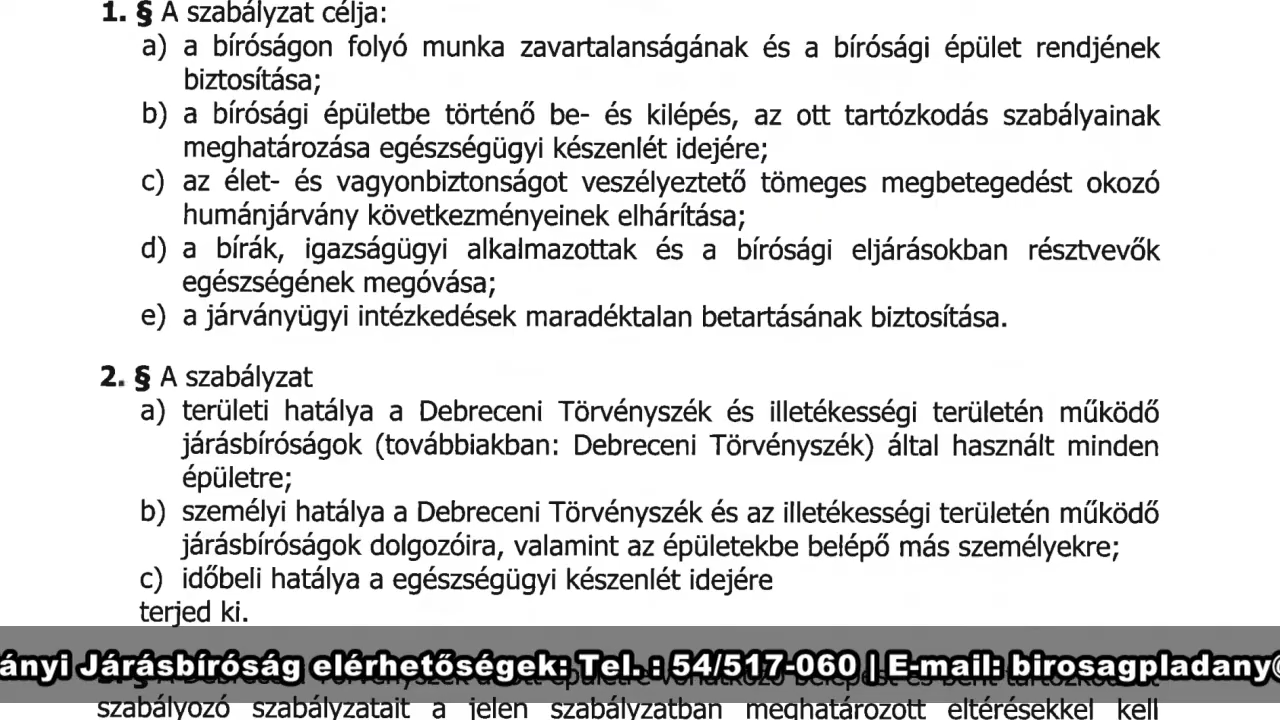 1. § A szabályzat célja:
a) a bíróságon folyó munka zavartalanságának és a bírósági épület rendjének
biztosítása;
b) a bírósági épületbe történő be- és kilépés, az ott tartózkodás szabályainak
meghatározása egészségügyi készenlét idejére;
c) az élet- és vagyonbiztonságot veszélyeztető tömeges megbetegedést okozó
humánjárvány következményeinek elhárítása;
d) a bírák, igazságügyi alkalmazottak és a bírósági eljárásokban résztvevők
egészségének megóvása;
e) a járványügyi intézkedések maradéktalan betartásának biztosítása.
2. § A szabályzat
a) területi hatálya a Debreceni Törvényszék és illetékességi területén működő
járásbíróságok (továbbiakban: Debreceni Törvényszék) által használt minden
épületre;
b) személyi hatálya a Debreceni Törvényszék és az illetékességi területén működő
járásbíróságok dolgozóira, valamint az épületekbe belépő más személyekre;
c) időbeli hatálya a egészségügyi készenlét idejére
terjed ki.
ányi Járásbíróság elérhetőségek: Tel. : 54/517-060 | E-mail: birosagpladany@
szabályozó szabályzatait a jelen szabályzatban meghatározott eltérésekkel kell